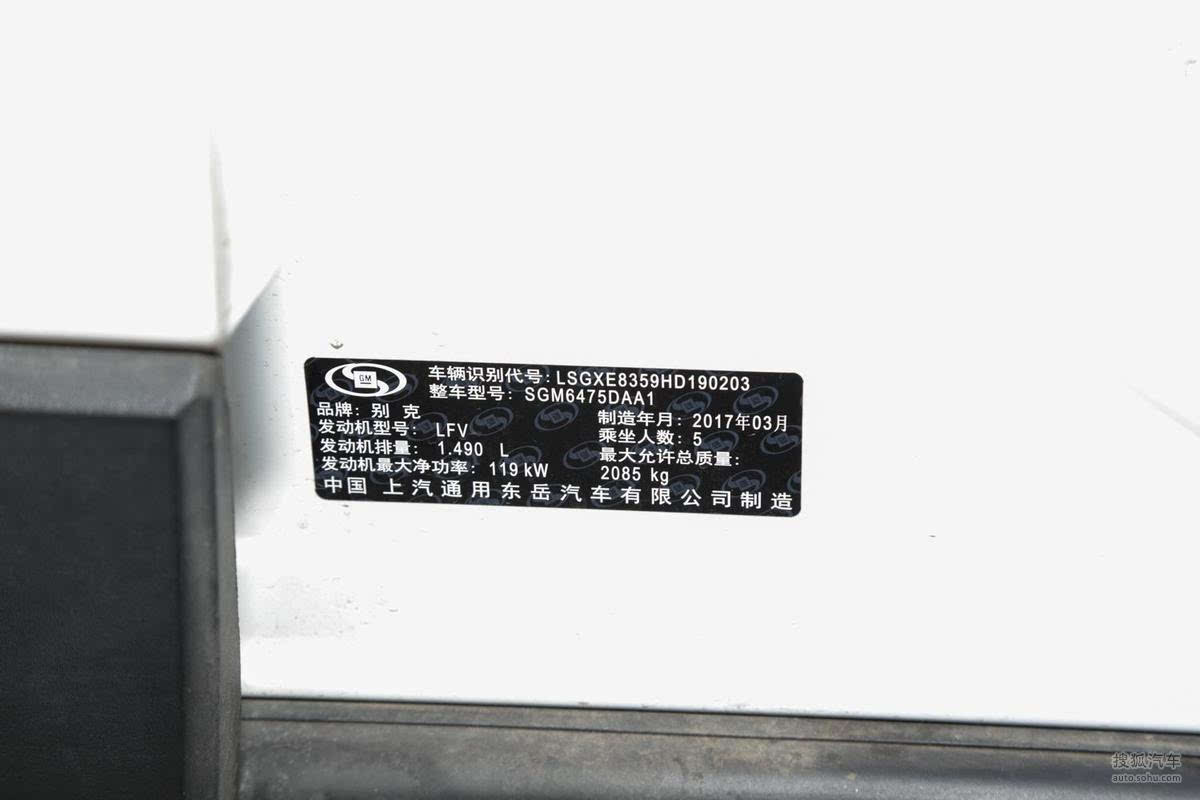 GM
车辆识别代号: LSGXE8359HD190203
整车型号: SGM6475DAA1
品牌: 别 克
制造年月: 2017年03月
发动机型号: LFV
乘坐人数: 5
发动机排量: 1.490 L
最大允许总质量:
发动机最大净功率: 119 kW
2085 kg
中国 上汽通用东岳汽车有限公司制造
搜狐汽车
auto.sohu.com